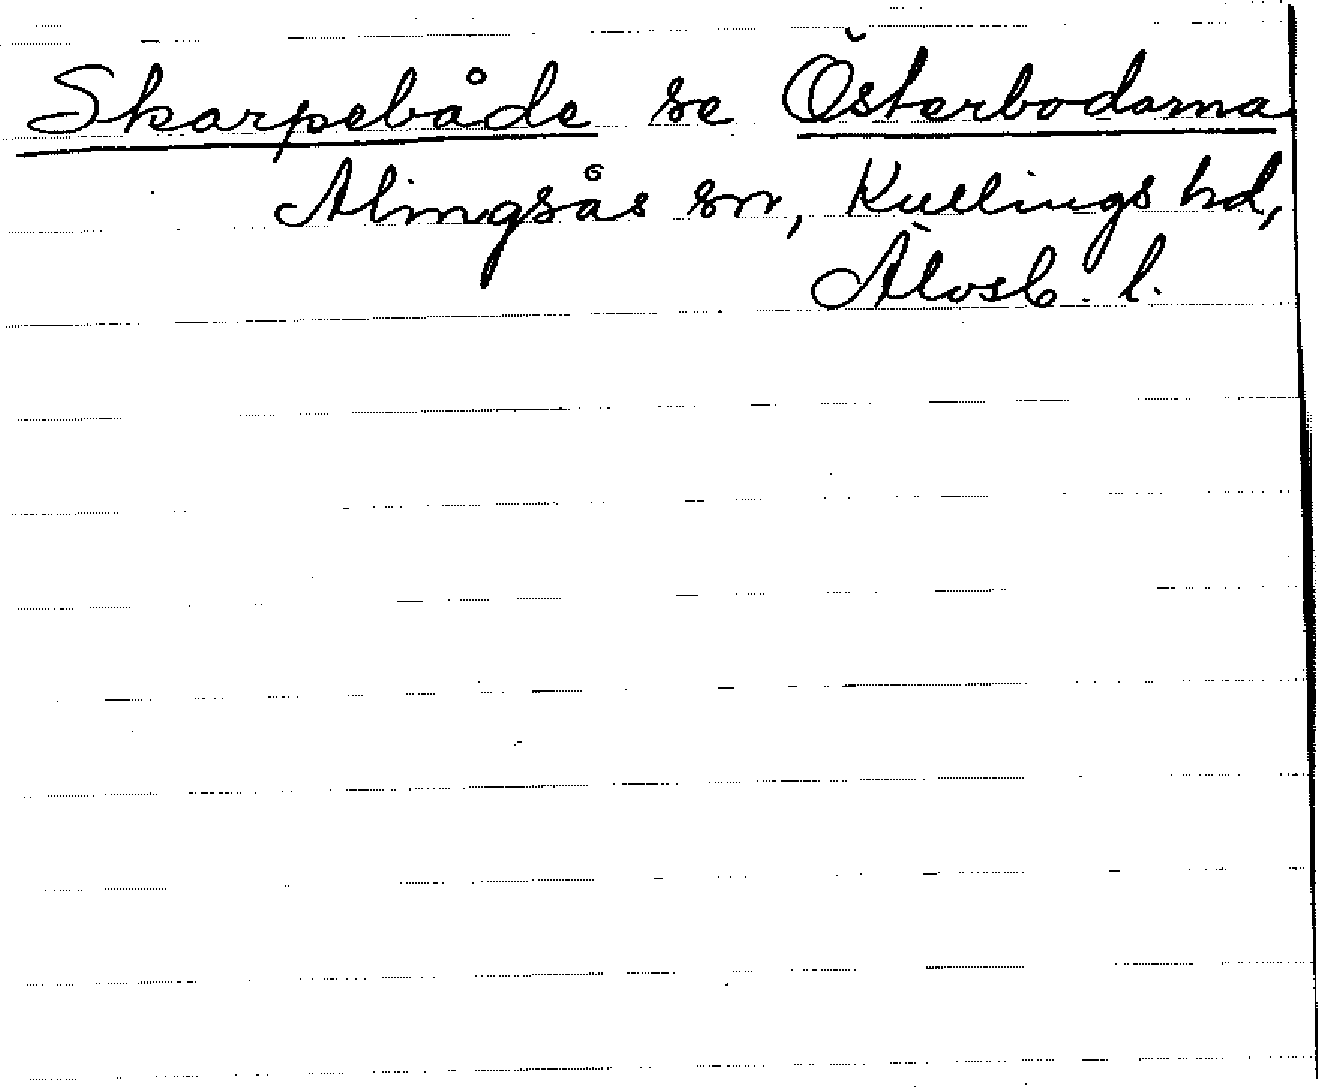 Skarpebåde se Österbodarna
Alingsås sn, Kullings hd,
Älvsb. l.